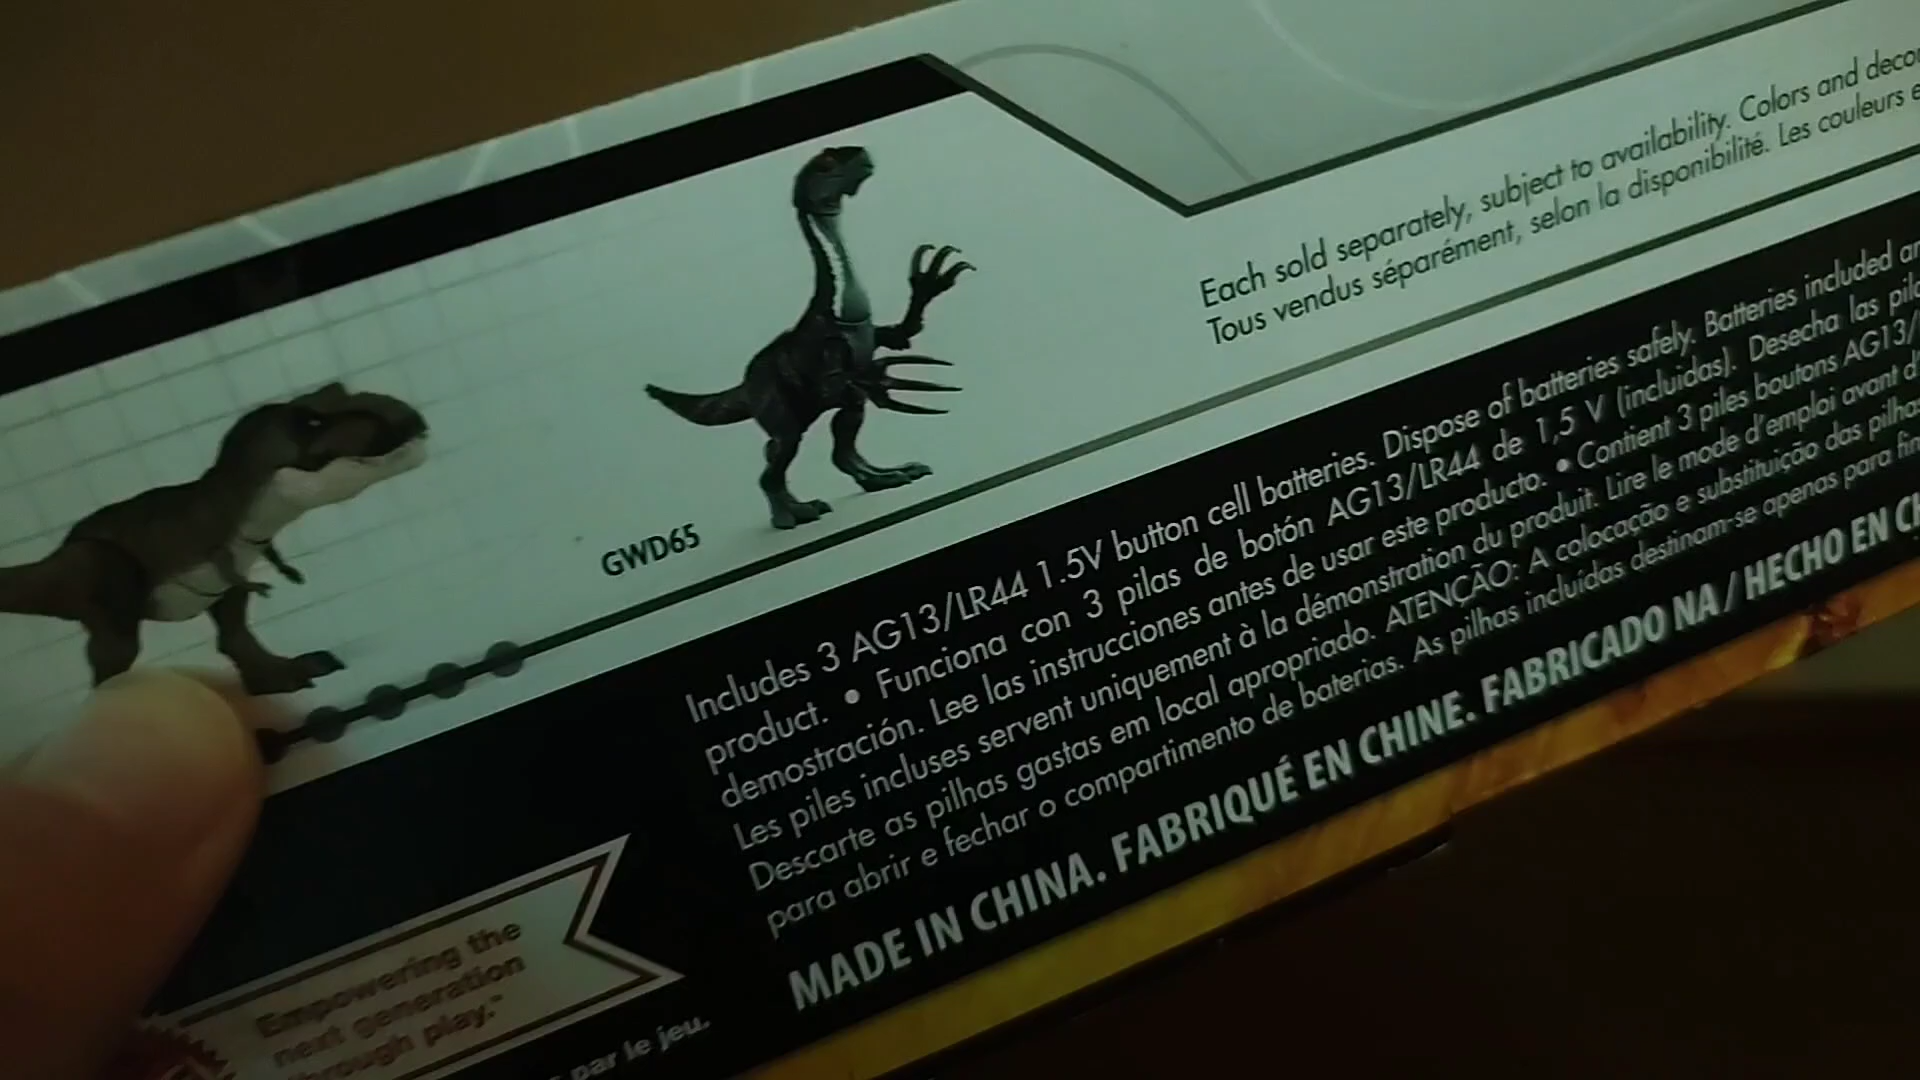 GWD65
Each sold separately, subject to availability. Colors and
Tous vendus séparément, selon la disponibilité. Les couleurs
Includes 3 AG13/LR44 1.5V button cell batteries. Dispose of batteries safely. Batteries included
product. • Funciona con 3 pilas de botón AG13/LR44 de 1,5 V (incluidas). Desecha las
demostración. Lee las instrucciones antes de usar este producto. • Contient 3 piles boutons AG13/
Les piles incluses servent uniquement à la démonstration du produit. Lire le mode d'emploi avant
Descarte as pilhas gastas em local apropriado. ATENÇÃO: A colocação e substituição das
para abrir e fechar o compartimento de baterias. As pilhas incluídas destinam-se apenas para
MADE IN CHINA. FABRIQUÉ EN CHINE. FABRICADO NA / HECHO EN
Empowering the
next generation
through play.™
par le jeu.